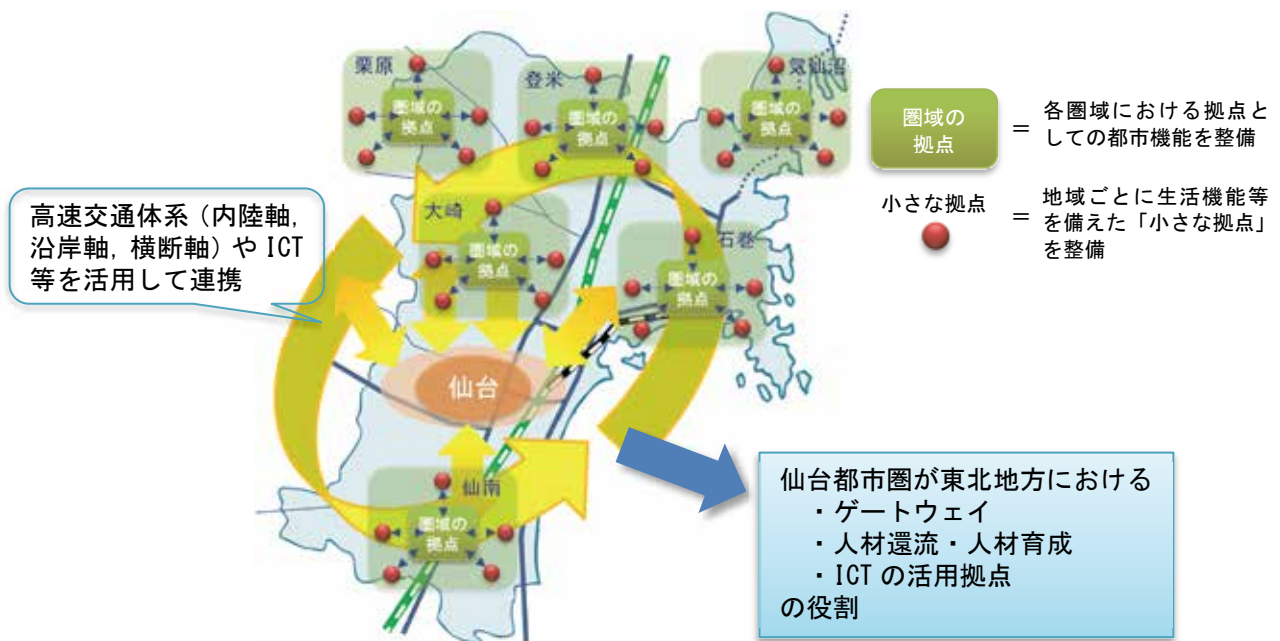 栗原
圏域の
拠点
登米
圏域の
拠点
気仙沼
圏域の
拠点
大崎
圏域の
拠点
石巻
圏域の
拠点
仙台
仙南
圏域の
拠点
高速交通体系（内陸軸，
沿岸軸，横断軸）や ICT
等を活用して連携
圏域の
拠点
＝
各圏域における拠点と
しての都市機能を整備
小さな拠点
＝
地域ごとに生活機能等
を備えた「小さな拠点」
を整備
仙台都市圏が東北地方における
・ゲートウェイ
・人材還流・人材育成
・ICT の活用拠点
の役割